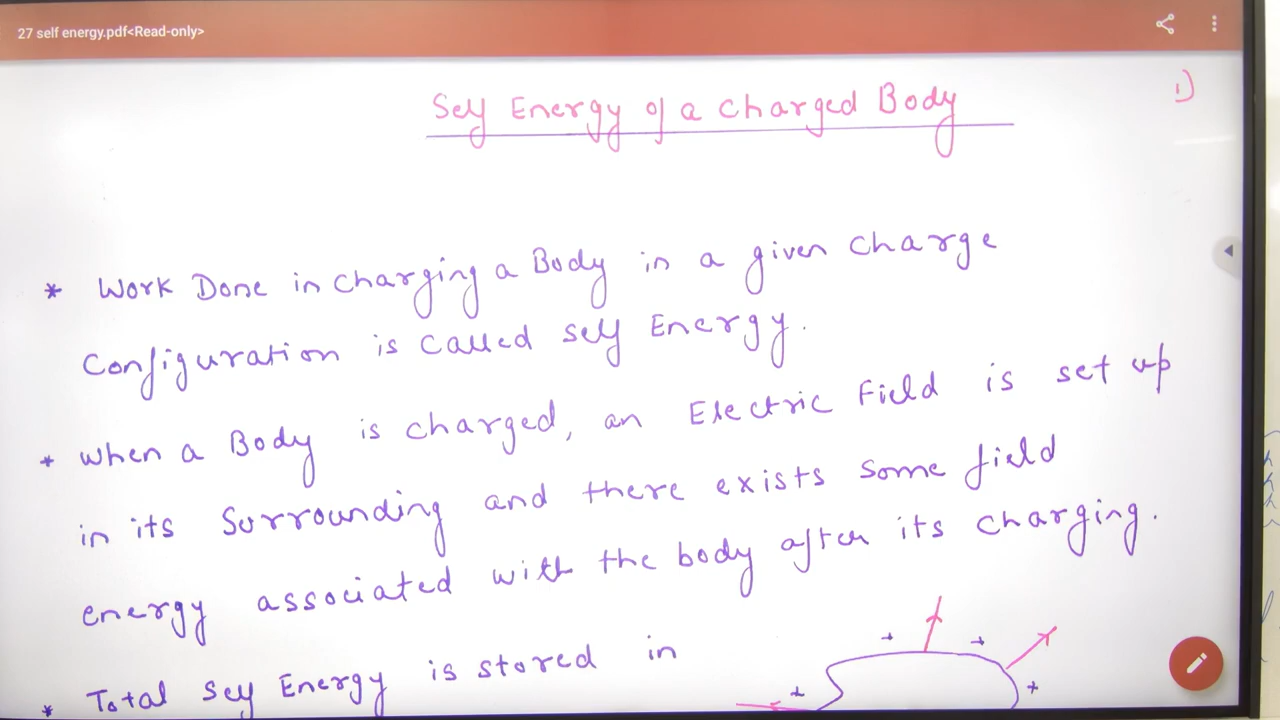 27 self energy.pdf<Read-only>
1)
Self Energy of a Charged Body
* Work Done in charging a Body in a given charge
Configuration is called self Energy.
* When a Body is charged, an Electric Field is set up
in its Surrounding and there exists some field
energy associated with the body after its charging.
* Total Self Energy is stored in